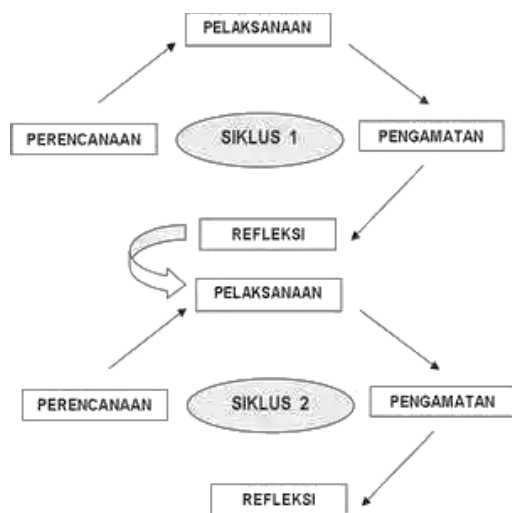 PELAKSANAAN
PERENCANAAN
SIKLUS 1
PENGAMATAN
REFLEKSI
PELAKSANAAN
PERENCANAAN
SIKLUS 2
PENGAMATAN
REFLEKSI